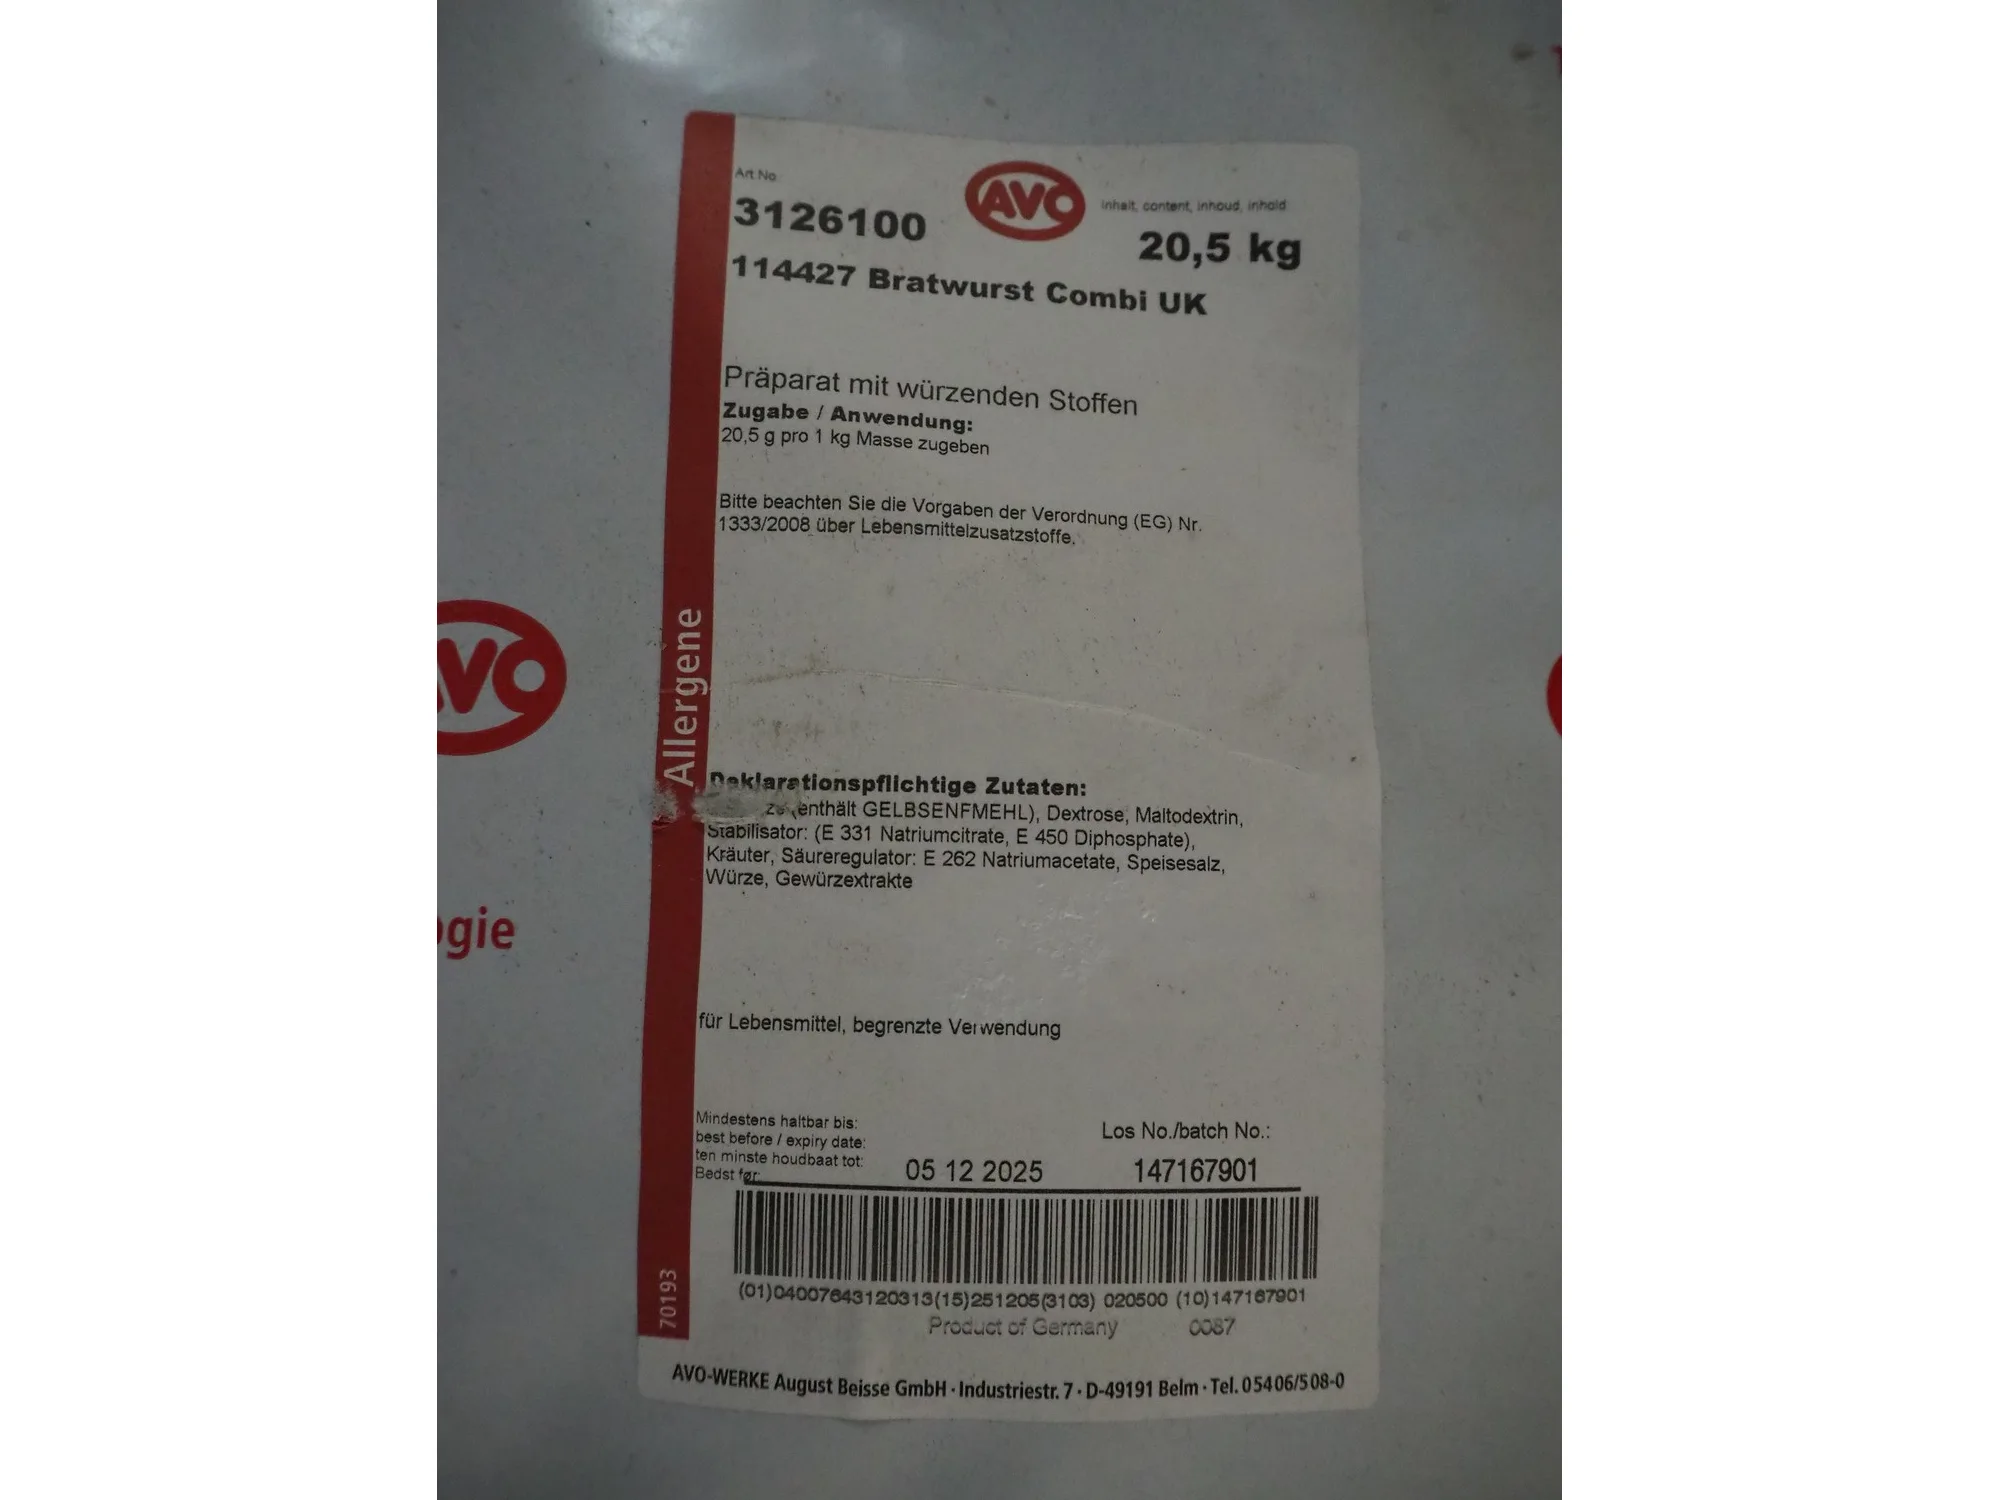 Art.No.
3126100
AVO
Inhalt, content, inhoud, inhold
20,5 kg
114427 Bratwurst Combi UK
Präparat mit würzenden Stoffen
Zugabe / Anwendung:
20,5 g pro 1 kg Masse zugeben
Bitte beachten Sie die Vorgaben der Verordnung (EG) Nr.
1333/2008 über Lebensmittelzusatzstoffe.
Allergene
Deklarationspflichtige Zutaten:
(enthält GELBSENFMEHL), Dextrose, Maltodextrin,
Stabilisator: (E 331 Natriumcitrate, E 450 Diphosphate),
Kräuter, Säureregulator: E 262 Natriumacetate, Speisesalz,
Würze, Gewürzextrakte
für Lebensmittel, begrenzte Verwendung
Mindestens haltbar bis:
best before / expiry date:
ten minste houdbaat tot:
Bedst før:
05 12 2025
Los No./batch No.:
147167901
(01)04007643120313(15)251205(3103) 020500 (10)147167901
Product of Germany 0087
70193
AVO-WERKE August Beisse GmbH · Industriestr. 7 · D-49191 Belm · Tel. 05406/508-0
AVO
ogie